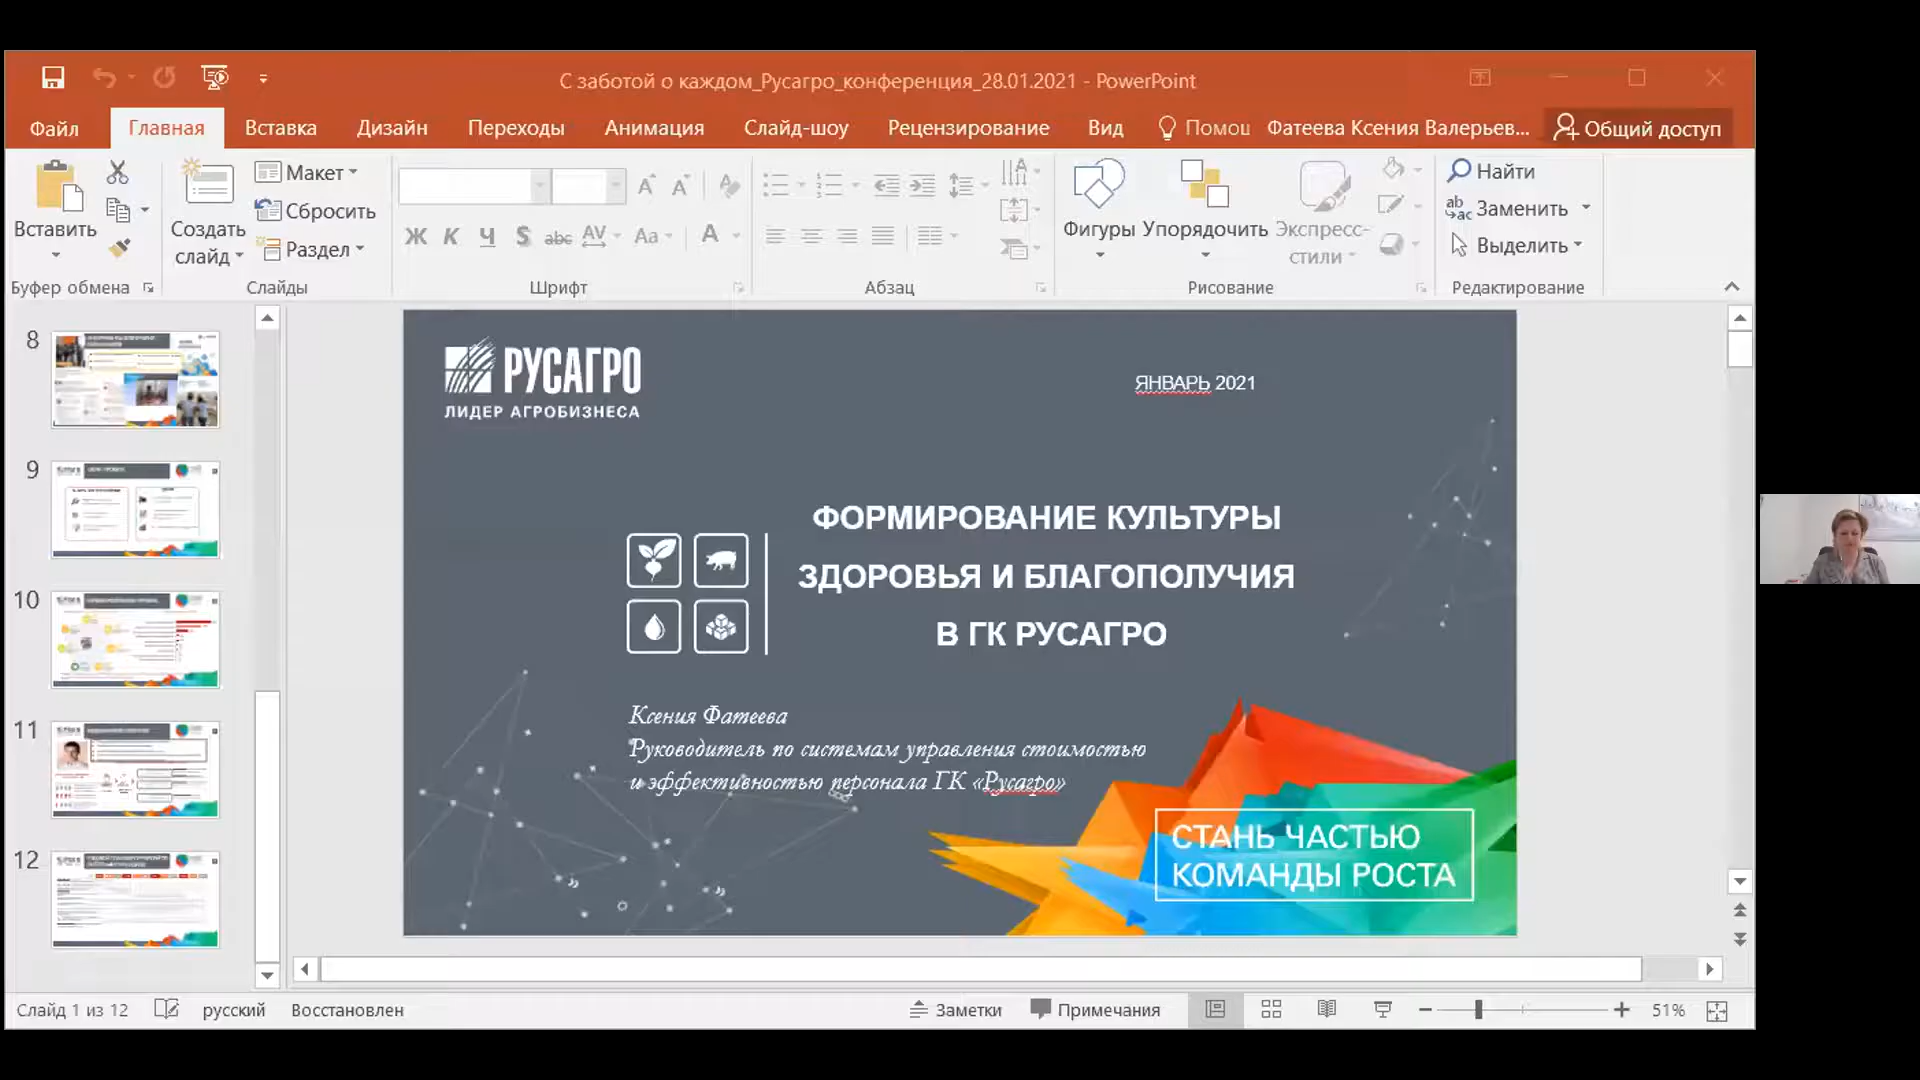 С заботой о каждом_Русагро_конференция_28.01.2021 - PowerPoint
Файл Главная Вставка Дизайн Переходы Анимация Слайд-шоу Рецензирование Вид Помощ Фатеева Ксения Валерьев... Общий доступ
Вставить
Буфер обмена
Создать слайд
Макет
Сбросить
Раздел
Слайды
Ж К Ч S abc AV Aa A
Шрифт
Абзац
Фигуры Упорядочить Экспресс-стили
Рисование
Найти
Заменить
Выделить
Редактирование
8
9
10
11
12
РУСАГРО
ЛИДЕР АГРОБИЗНЕСА
ЯНВАРЬ 2021
ФОРМИРОВАНИЕ КУЛЬТУРЫ
ЗДОРОВЬЯ И БЛАГОПОЛУЧИЯ
В ГК РУСАГРО
Ксения Фатеева
Руководитель по системам управления стоимостью
и эффективностью персонала ГК «Русагро»
СТАНЬ ЧАСТЬЮ
КОМАНДЫ РОСТА
Слайд 1 из 12 русский Восстановлен Заметки Примечания 51%